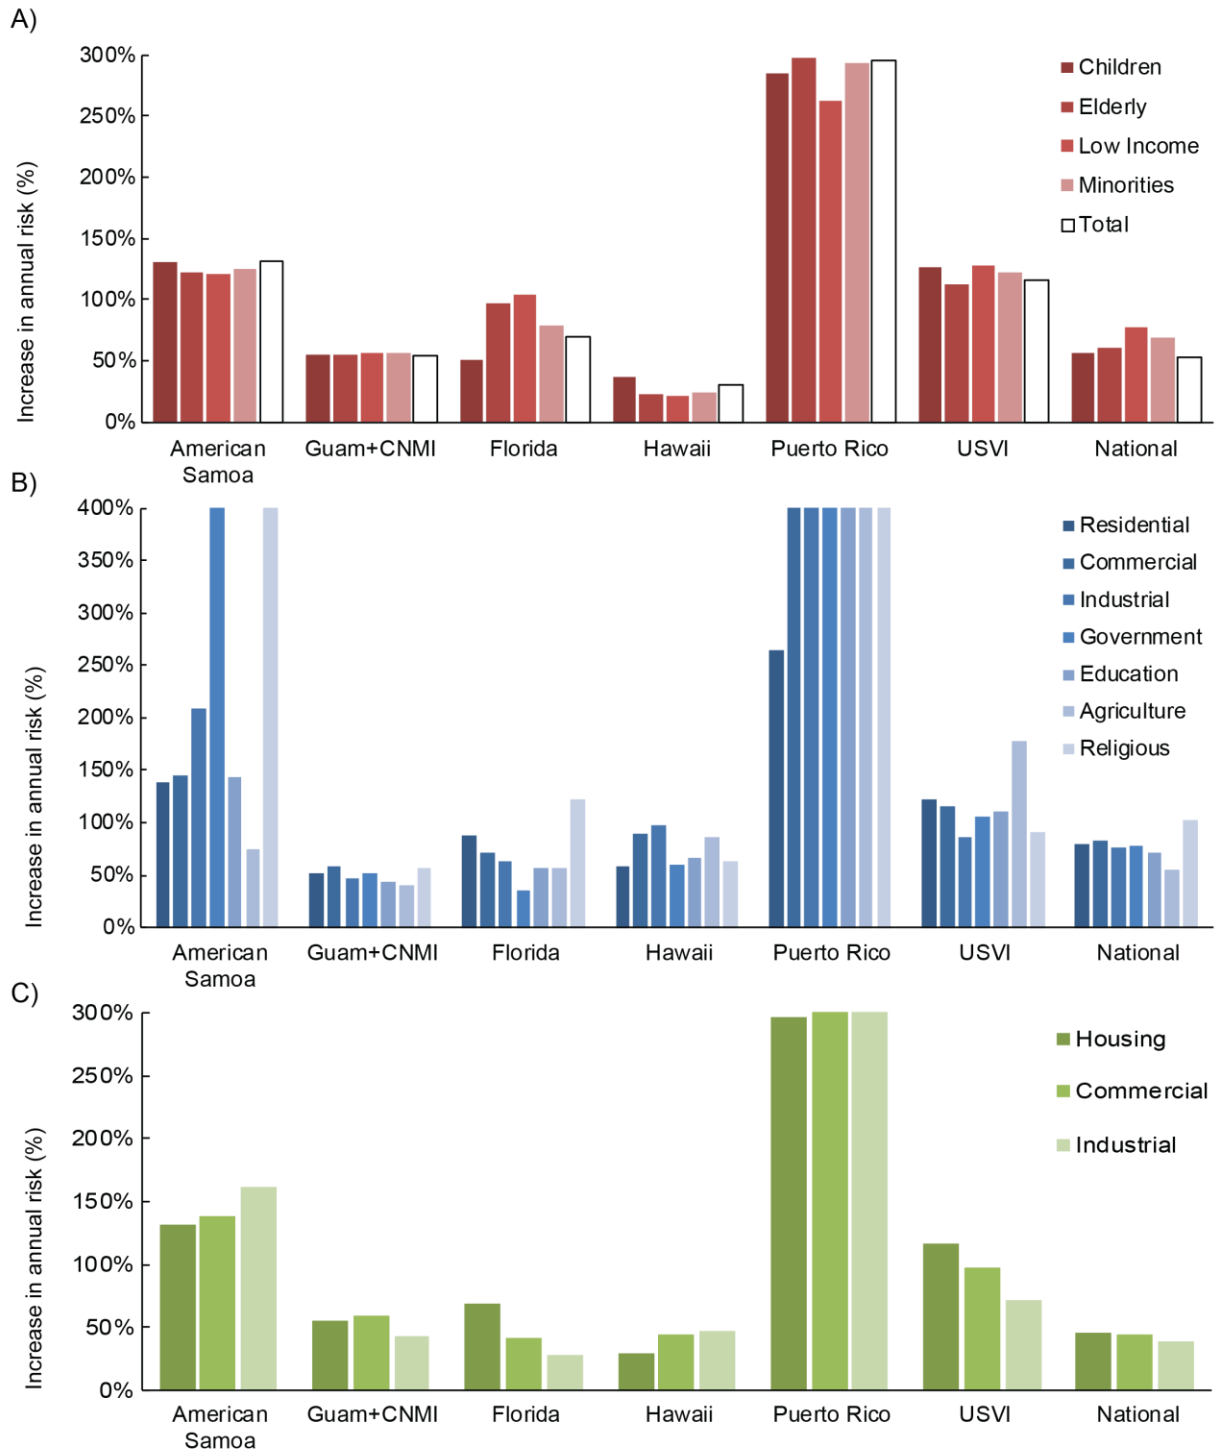 A)
Increase in annual risk (%)
300%
250%
200%
150%
100%
50%
0%
Children
Elderly
Low Income
Minorities
Total
American
Samoa
Guam+CNMI
Florida
Hawaii
Puerto Rico
USVI
National
B)
Increase in annual risk (%)
400%
350%
300%
250%
200%
150%
100%
50%
0%
Residential
Commercial
Industrial
Government
Education
Agriculture
Religious
American
Samoa
Guam+CNMI
Florida
Hawaii
Puerto Rico
USVI
National
C)
Increase in annual risk (%)
300%
250%
200%
150%
100%
50%
0%
Housing
Commercial
Industrial
American
Samoa
Guam+CNMI
Florida
Hawaii
Puerto Rico
USVI
National